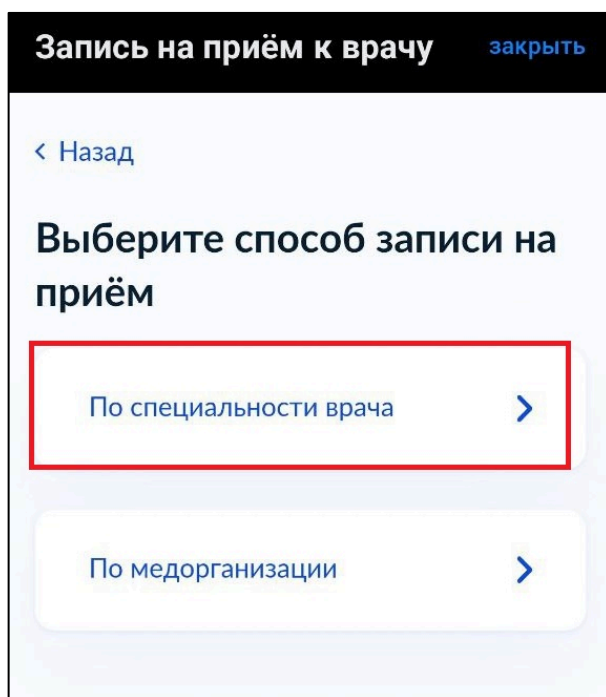 Запись на приём к врачу закрыть
Назад
Выберите способ записи на
приём
По специальности врача
По медорганизации